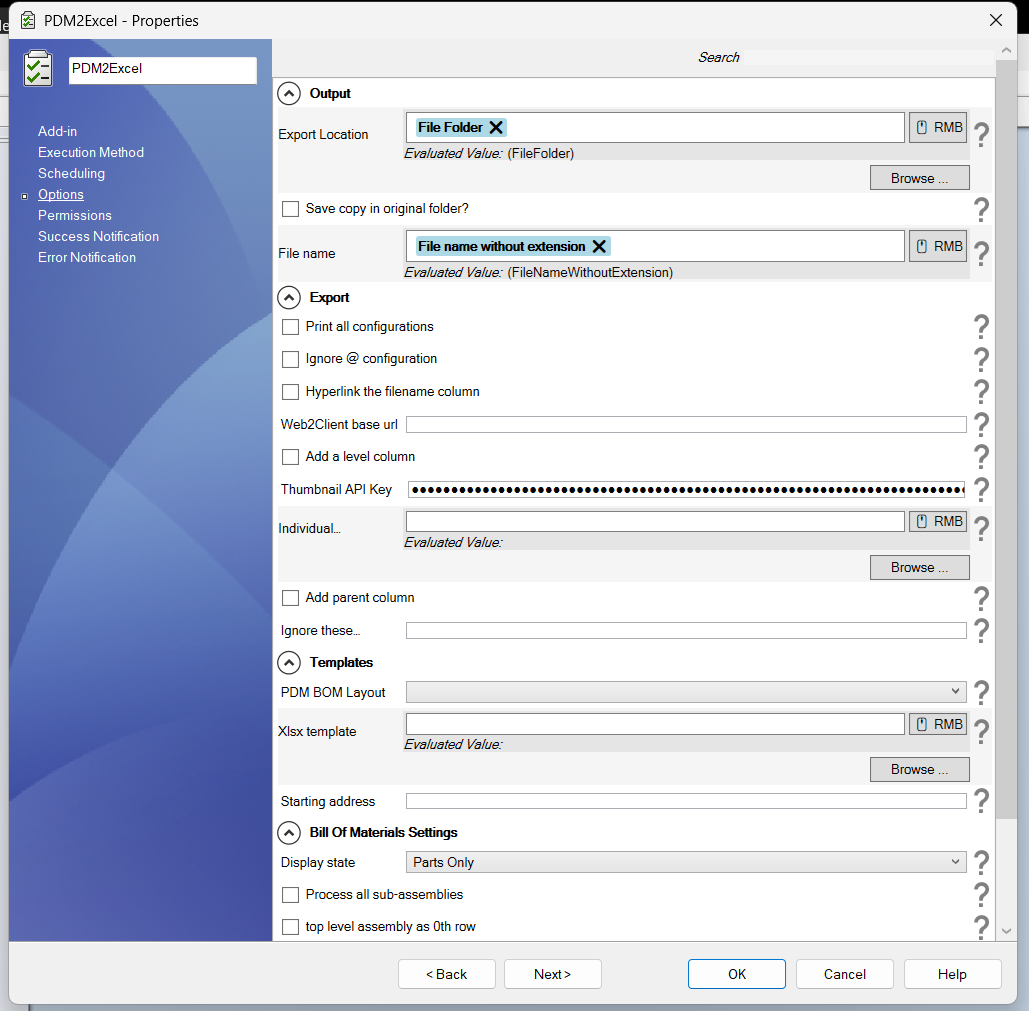 PDM2Excel - Properties
PDM2Excel
Add-in
Execution Method
Scheduling
Options
Permissions
Success Notification
Error Notification
Search
Output
Export Location
File Folder
RMB
Evaluated Value: (FileFolder)
Browse ...
Save copy in original folder?
File name
File name without extension
RMB
Evaluated Value: (FileNameWithoutExtension)
Export
Print all configurations
Ignore @ configuration
Hyperlink the filename column
Web2Client base url
Add a level column
Thumbnail API Key
Individual...
RMB
Evaluated Value:
Browse ...
Add parent column
Ignore these...
Templates
PDM BOM Layout
Xlsx template
RMB
Evaluated Value:
Browse ...
Starting address
Bill Of Materials Settings
Display state
Parts Only
Process all sub-assemblies
top level assembly as 0th row
< Back
Next >
OK
Cancel
Help